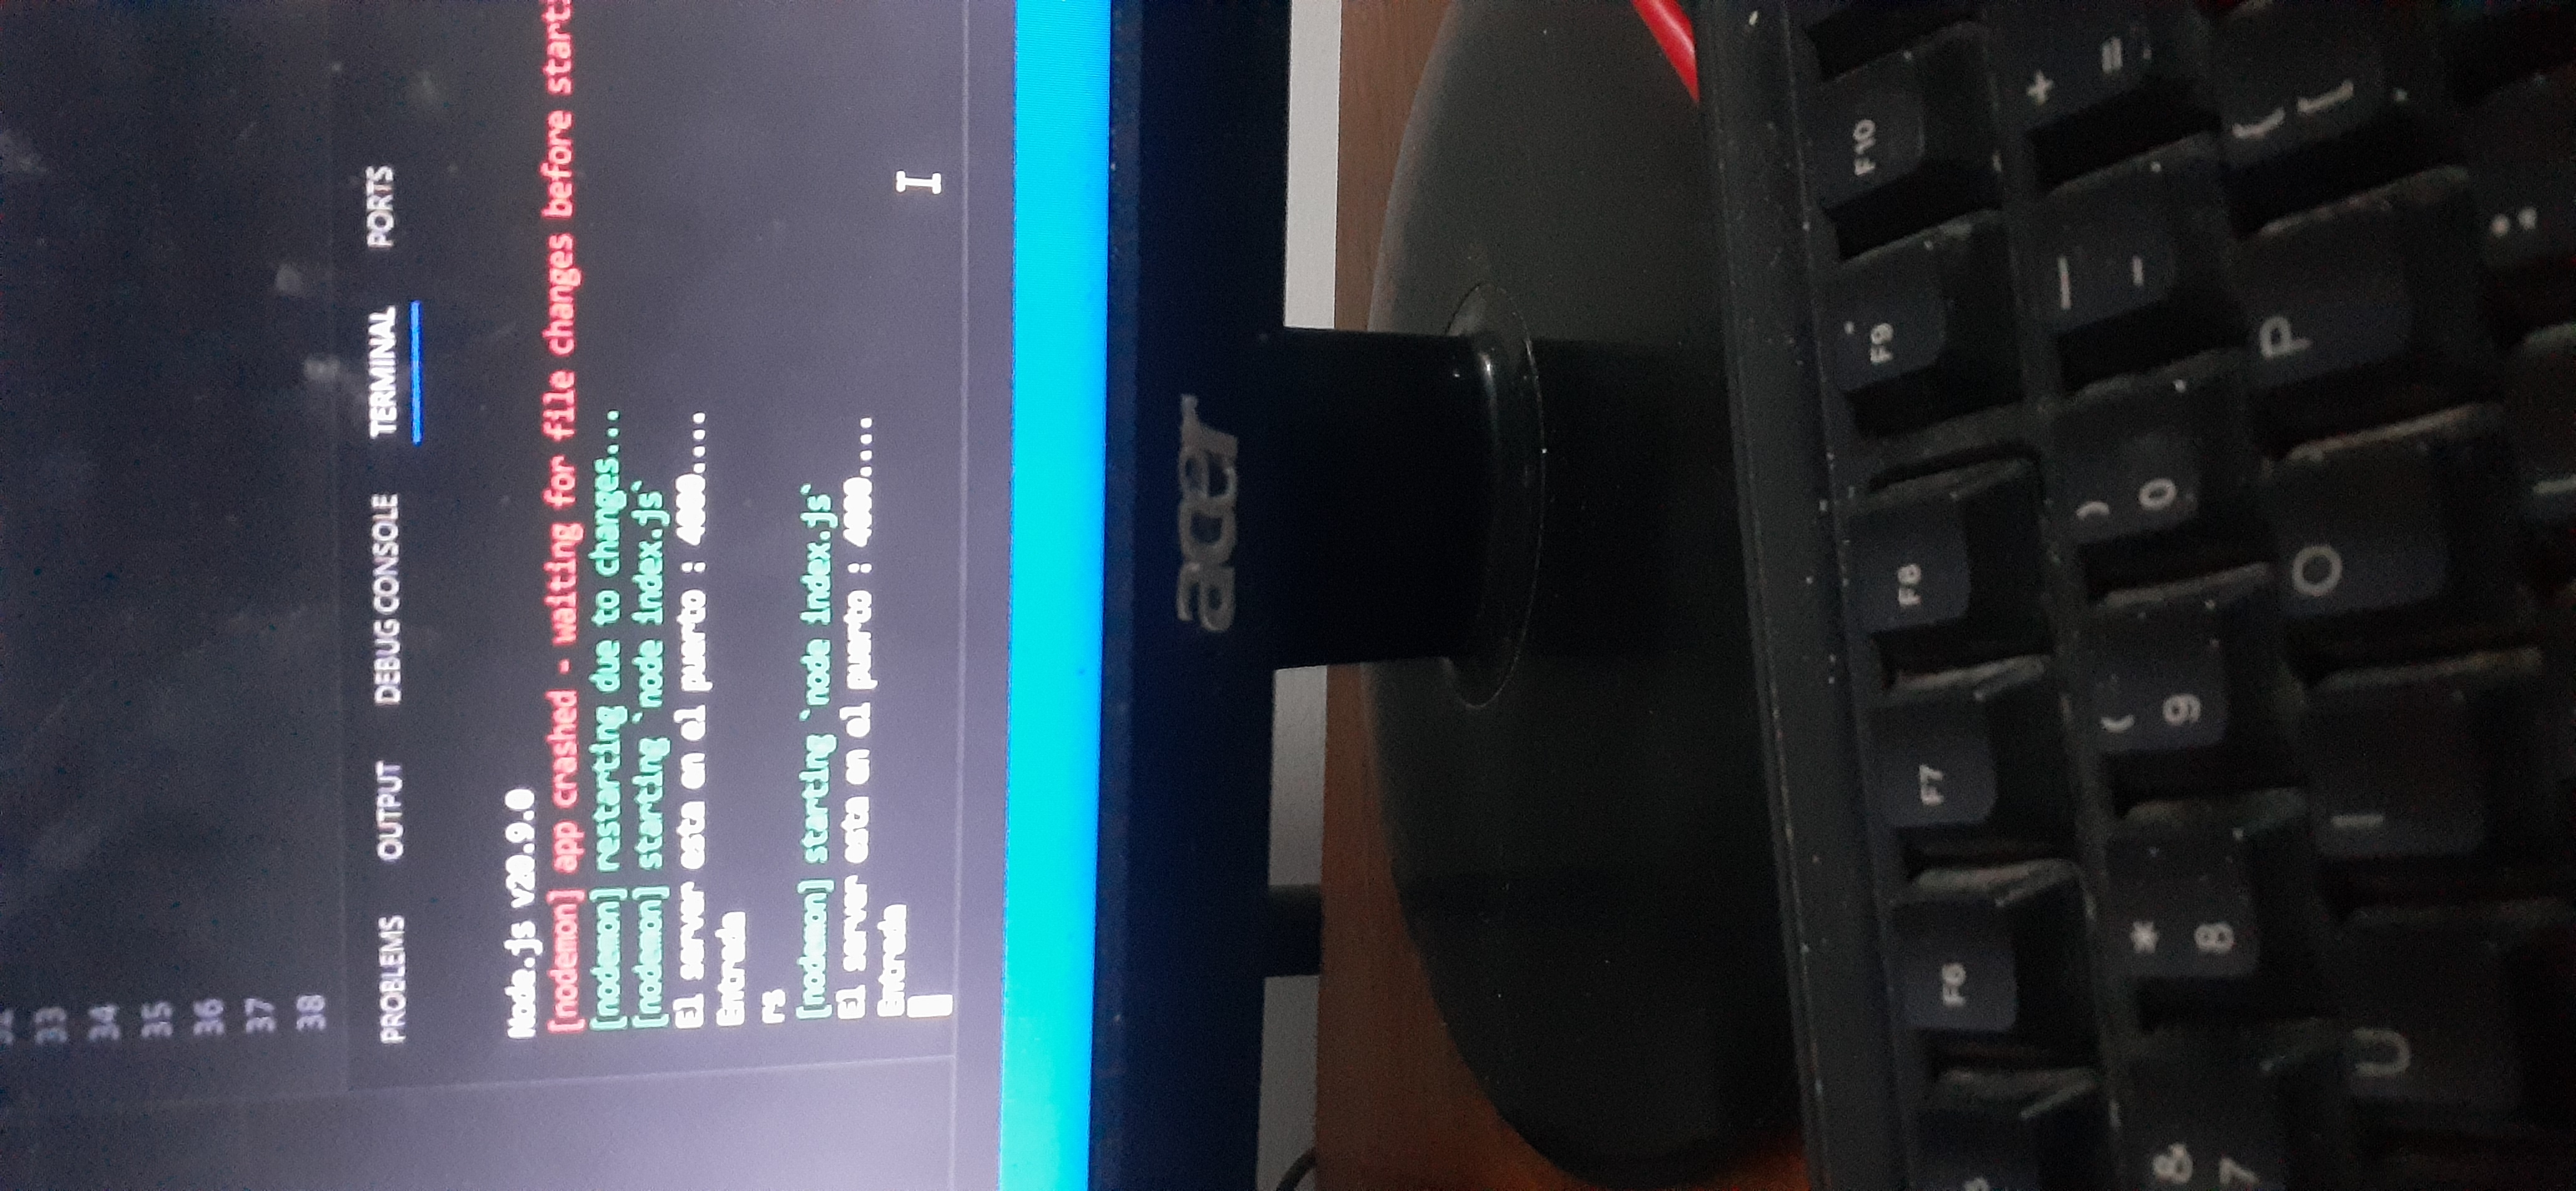 33
34
35
36
37
38
PROBLEMS OUTPUT DEBUG CONSOLE TERMINAL PORTS
Node.js v20.9.0
[nodemon] app crashed - waiting for file changes before starti
[nodemon] restarting due to changes...
[nodemon] starting `node index.js`
El server esta en el puerto : 4000....
Entrada
rs
[nodemon] starting `node index.js`
El server esta en el puerto : 4000....
Entrada
acer
F6 F7 F8 F9 F10
& * ( ) — +
7 8 9 0 - =
U I O P { [
: